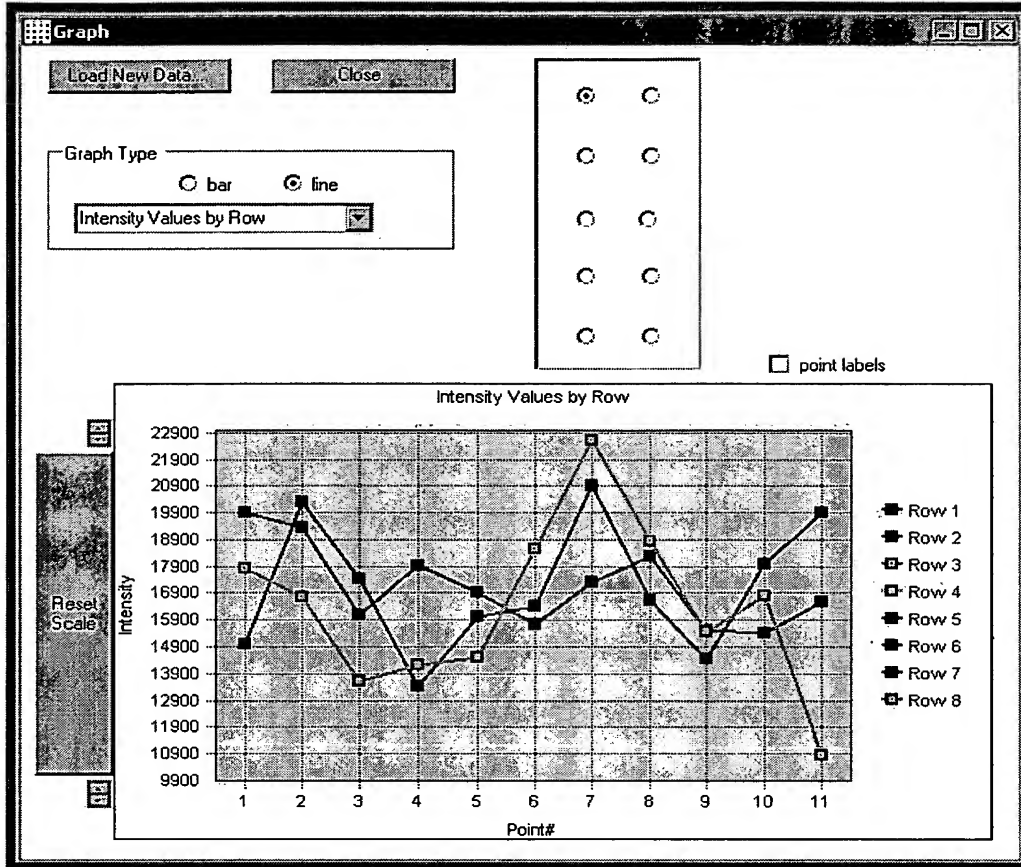 Graph
Load New Data...
Close
Graph Type
bar
line
Intensity Values by Row
point labels
Intensity Values by Row
22900
21900
20900
19900
18900
17900
16900
15900
14900
13900
12900
11900
10900
9900
Intensity
Reset
Scale
1 2 3 4 5 6 7 8 9 10 11
Point#
Row 1
Row 2
Row 3
Row 4
Row 5
Row 6
Row 7
Row 8